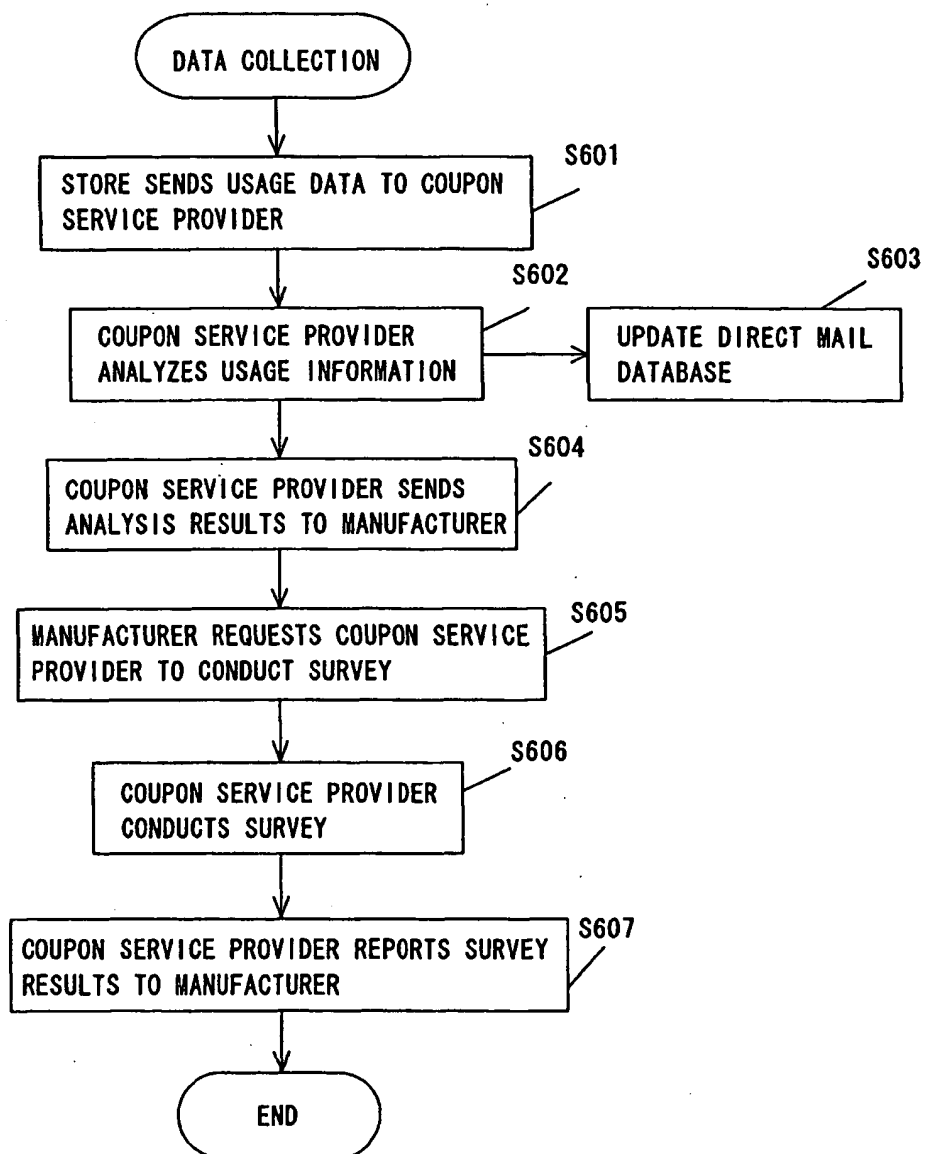 DATA COLLECTION
S601
STORE SENDS USAGE DATA TO COUPON
SERVICE PROVIDER
S602
COUPON SERVICE PROVIDER
ANALYZES USAGE INFORMATION
S603
UPDATE DIRECT MAIL
DATABASE
S604
COUPON SERVICE PROVIDER SENDS
ANALYSIS RESULTS TO MANUFACTURER
S605
MANUFACTURER REQUESTS COUPON SERVICE
PROVIDER TO CONDUCT SURVEY
S606
COUPON SERVICE PROVIDER
CONDUCTS SURVEY
S607
COUPON SERVICE PROVIDER REPORTS SURVEY
RESULTS TO MANUFACTURER
END